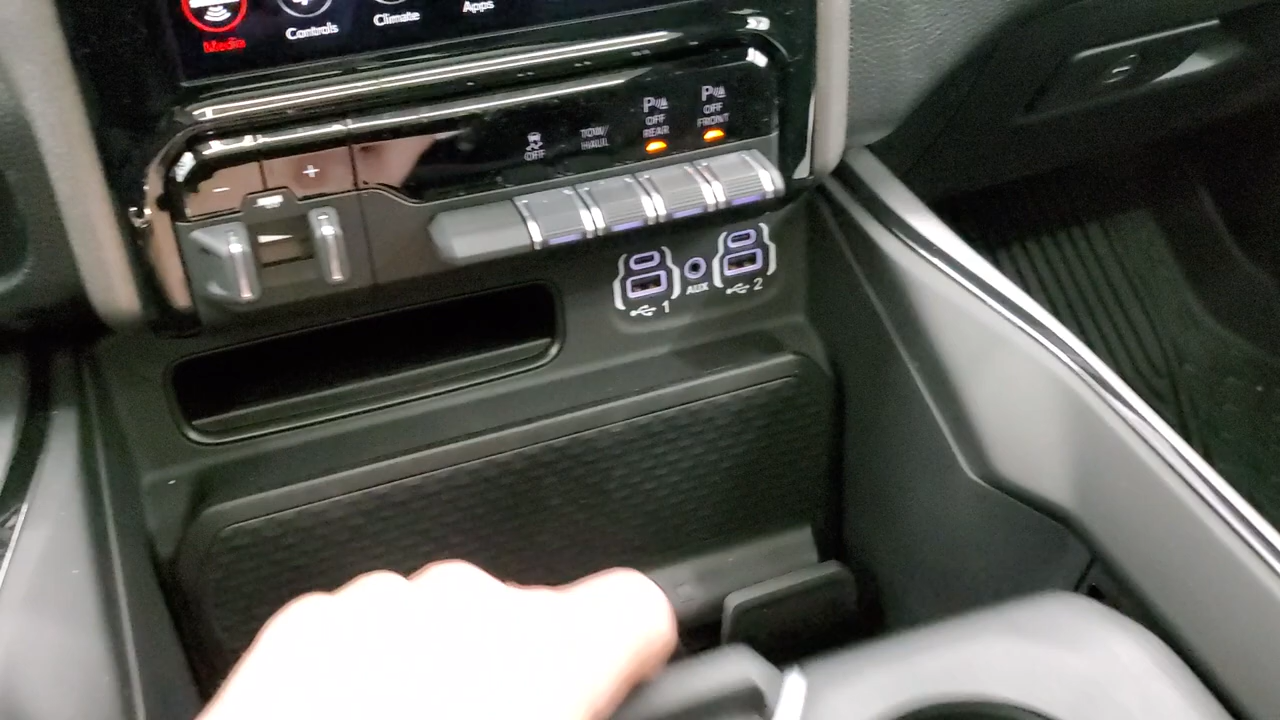 Media
Controls
Climate
Apps
- +
OFF
TOW/
HAUL
P
OFF
REAR
P
OFF
FRONT
1
AUX
2